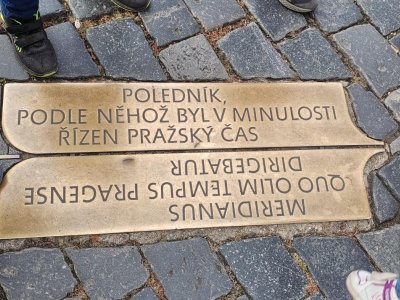 POLEDNÍK,
PODLE NĚHOŽ BYL V MINULOSTI
ŘÍZEN PRAŽSKÝ ČAS
MERIDIANUS
QUO OLIM TEMPUS PRAGENSE
DIRIGEBATUR